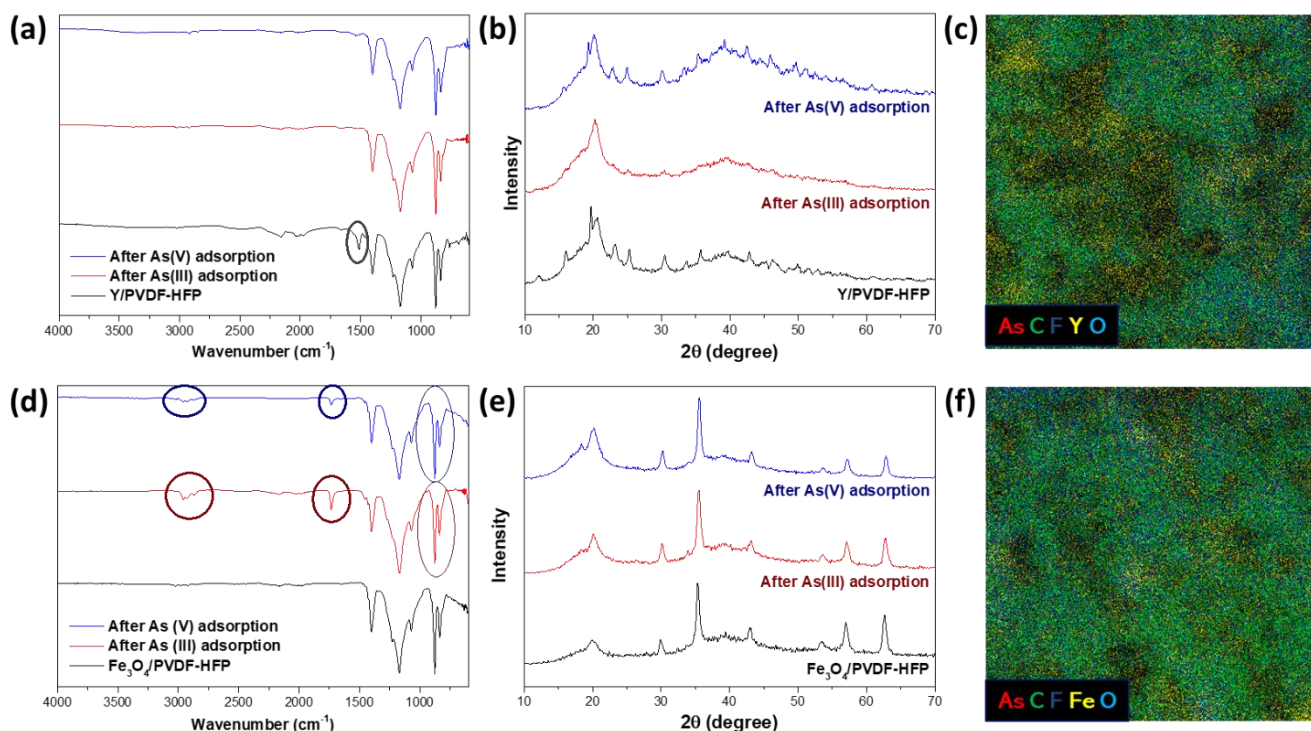 (a)
After As(V) adsorption
After As(III) adsorption
Y/PVDF-HFP
4000 3500 3000 2500 2000 1500 1000
Wavenumber (cm⁻¹)
(b)
Intensity
After As(V) adsorption
After As(III) adsorption
Y/PVDF-HFP
10 20 30 40 50 60 70
2θ (degree)
(c)
As C F Y O
(d)
After As (V) adsorption
After As (III) adsorption
Fe₃O₄/PVDF-HFP
4000 3500 3000 2500 2000 1500 1000
Wavenumber (cm⁻¹)
(e)
Intensity
After As(V) adsorption
After As(III) adsorption
Fe₃O₄/PVDF-HFP
10 20 30 40 50 60 70
2θ (degree)
(f)
As C F Fe O